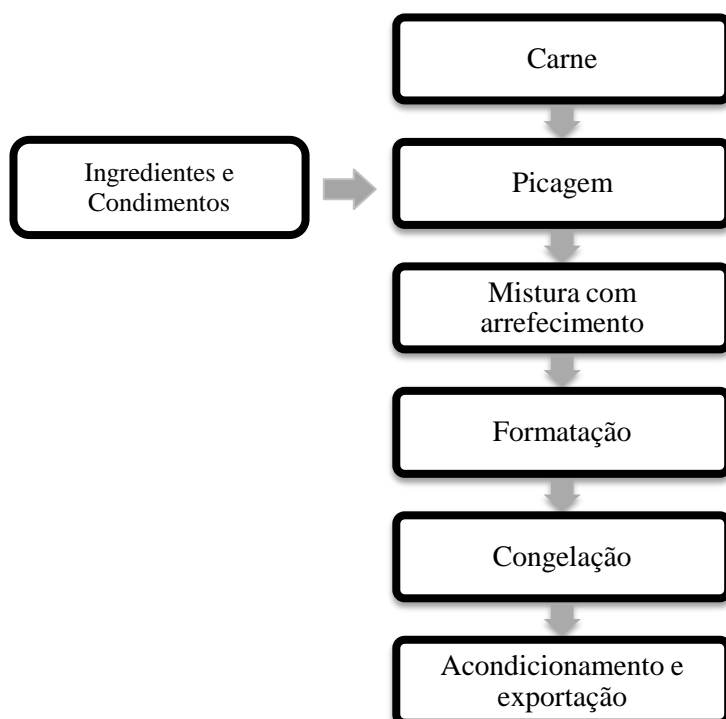 Carne
Ingredientes e
Condimentos
Picagem
Mistura com
arrefecimento
Formatação
Congelação
Acondicionamento e
exportação